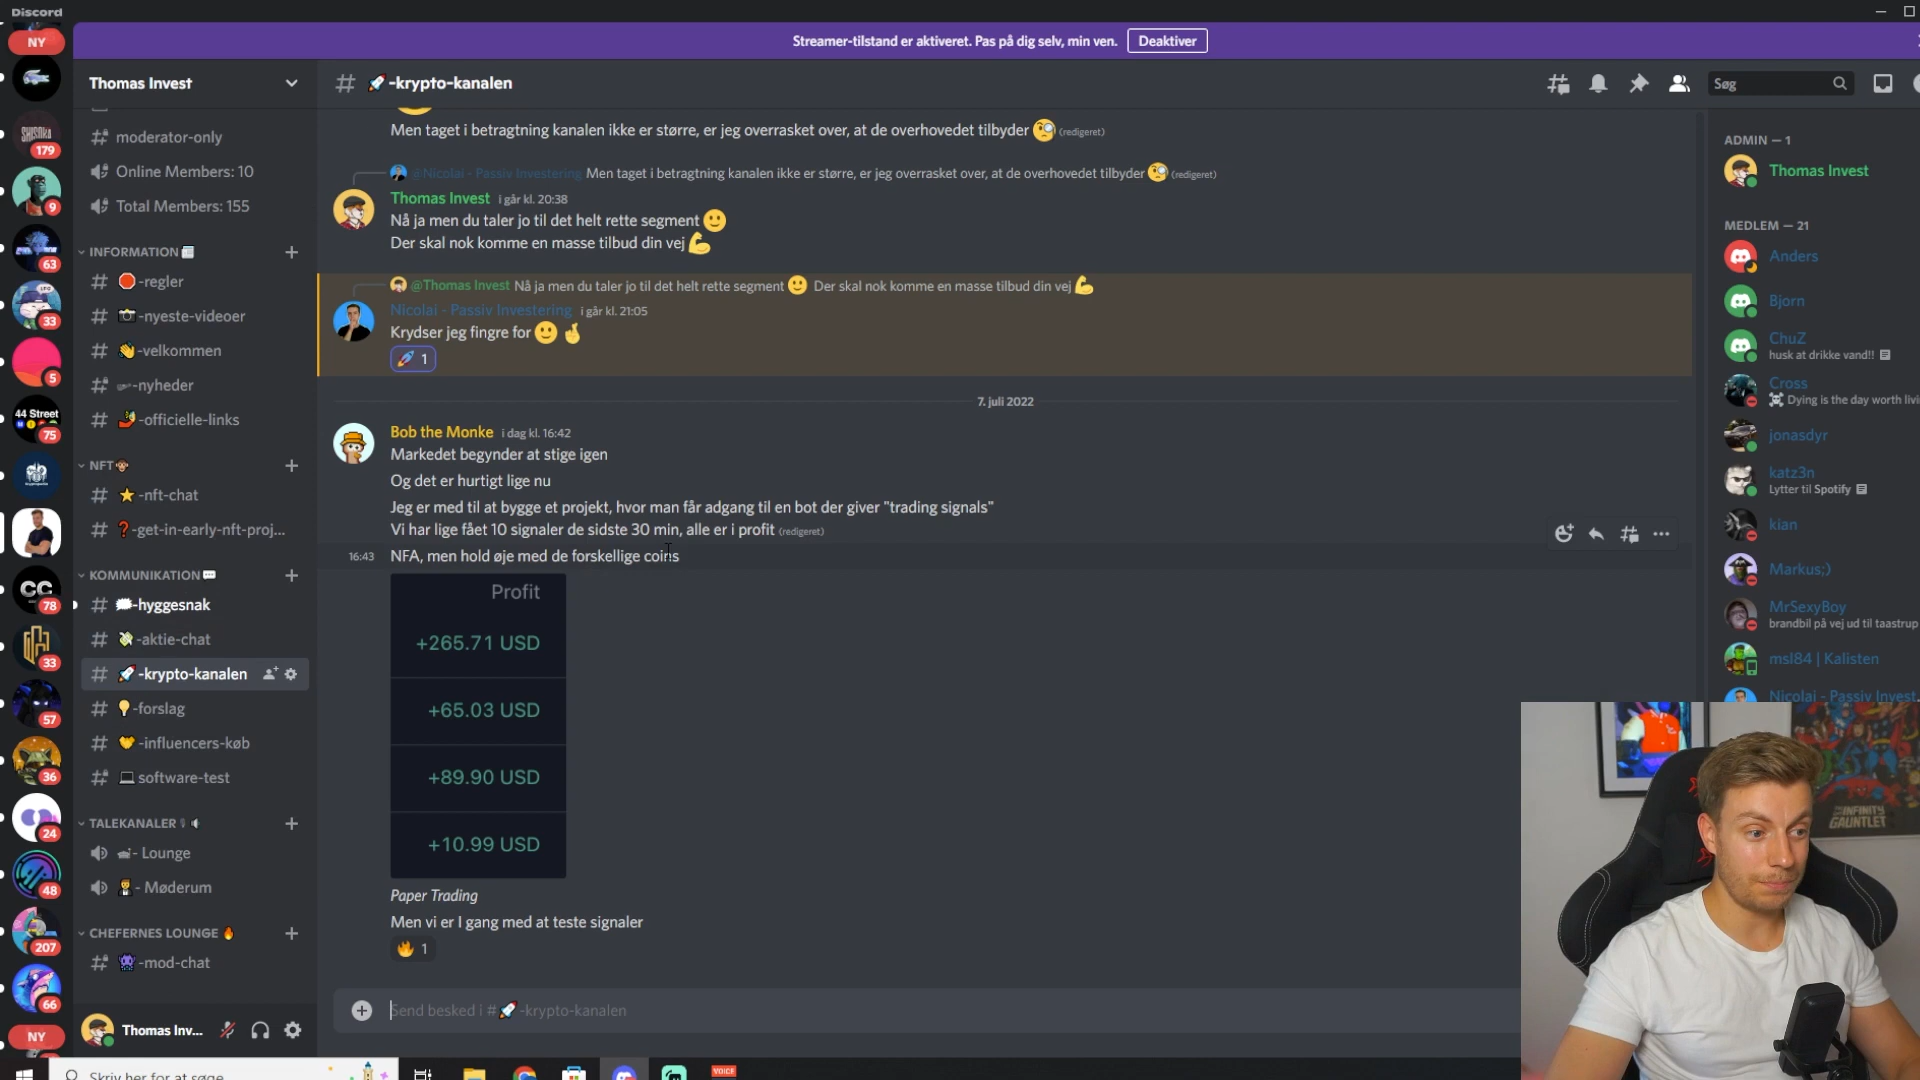 Discord
Streamer-tilstand er aktiveret. Pas på dig selv, min ven.
Deaktiver
NY
179
9
63
33
5
44 Street
75
CC
78
33
57
36
24
48
207
66
NY
Thomas Invest
moderator-only
Online Members: 10
Total Members: 155
INFORMATION
-regler
-nyeste-videoer
-velkommen
-nyheder
-officielle-links
NFT
-nft-chat
-get-in-early-nft-proj...
KOMMUNIKATION
-hyggesnak
-aktie-chat
-krypto-kanalen
-forslag
-influencers-køb
software-test
TALEKANALER
- Lounge
- Møderum
CHEFERNES LOUNGE
-mod-chat
Thomas Inv...
# 🚀-krypto-kanalen
Søg
Men taget i betragtning kanalen ikke er større, er jeg overrasket over, at de overhovedet tilbyder 🧐 (redigeret)
@Nicolai - Passiv Investering Men taget i betragtning kanalen ikke er større, er jeg overrasket over, at de overhovedet tilbyder 🧐 (redigeret)
Thomas Invest i går kl. 20:38
Nå ja men du taler jo til det helt rette segment 🙂
Der skal nok komme en masse tilbud din vej 💪
@Thomas Invest Nå ja men du taler jo til det helt rette segment 🙂 Der skal nok komme en masse tilbud din vej 💪
Nicolai - Passiv Investering i går kl. 21:05
Krydser jeg fingre for 🙂 🤞
🚀 1
7. juli 2022
Bob the Monke i dag kl. 16:42
Markedet begynder at stige igen
Og det er hurtigt lige nu
Jeg er med til at bygge et projekt, hvor man får adgang til en bot der giver "trading signals"
Vi har lige fået 10 signaler de sidste 30 min, alle er i profit (redigeret)
16:43 NFA, men hold øje med de forskellige coins
Profit
+265.71 USD
+65.03 USD
+89.90 USD
+10.99 USD
Paper Trading
Men vi er I gang med at teste signaler
🔥 1
Send besked i #🚀-krypto-kanalen
ADMIN — 1
Thomas Invest
MEDLEM — 21
Anders
Bjorn
ChuZ
husk at drikke vand!!
Cross
Dying is the day worth livi
jonasdyr
katz3n
Lytter til Spotify
kian
Markus;)
MrSexyBoy
brandbil på vej ud til taastrup
msl84 | Kalisten
Nicolai - Passiv Invest...
INFINITY
GAUNTLET
Skriv her for at søge
VOICE